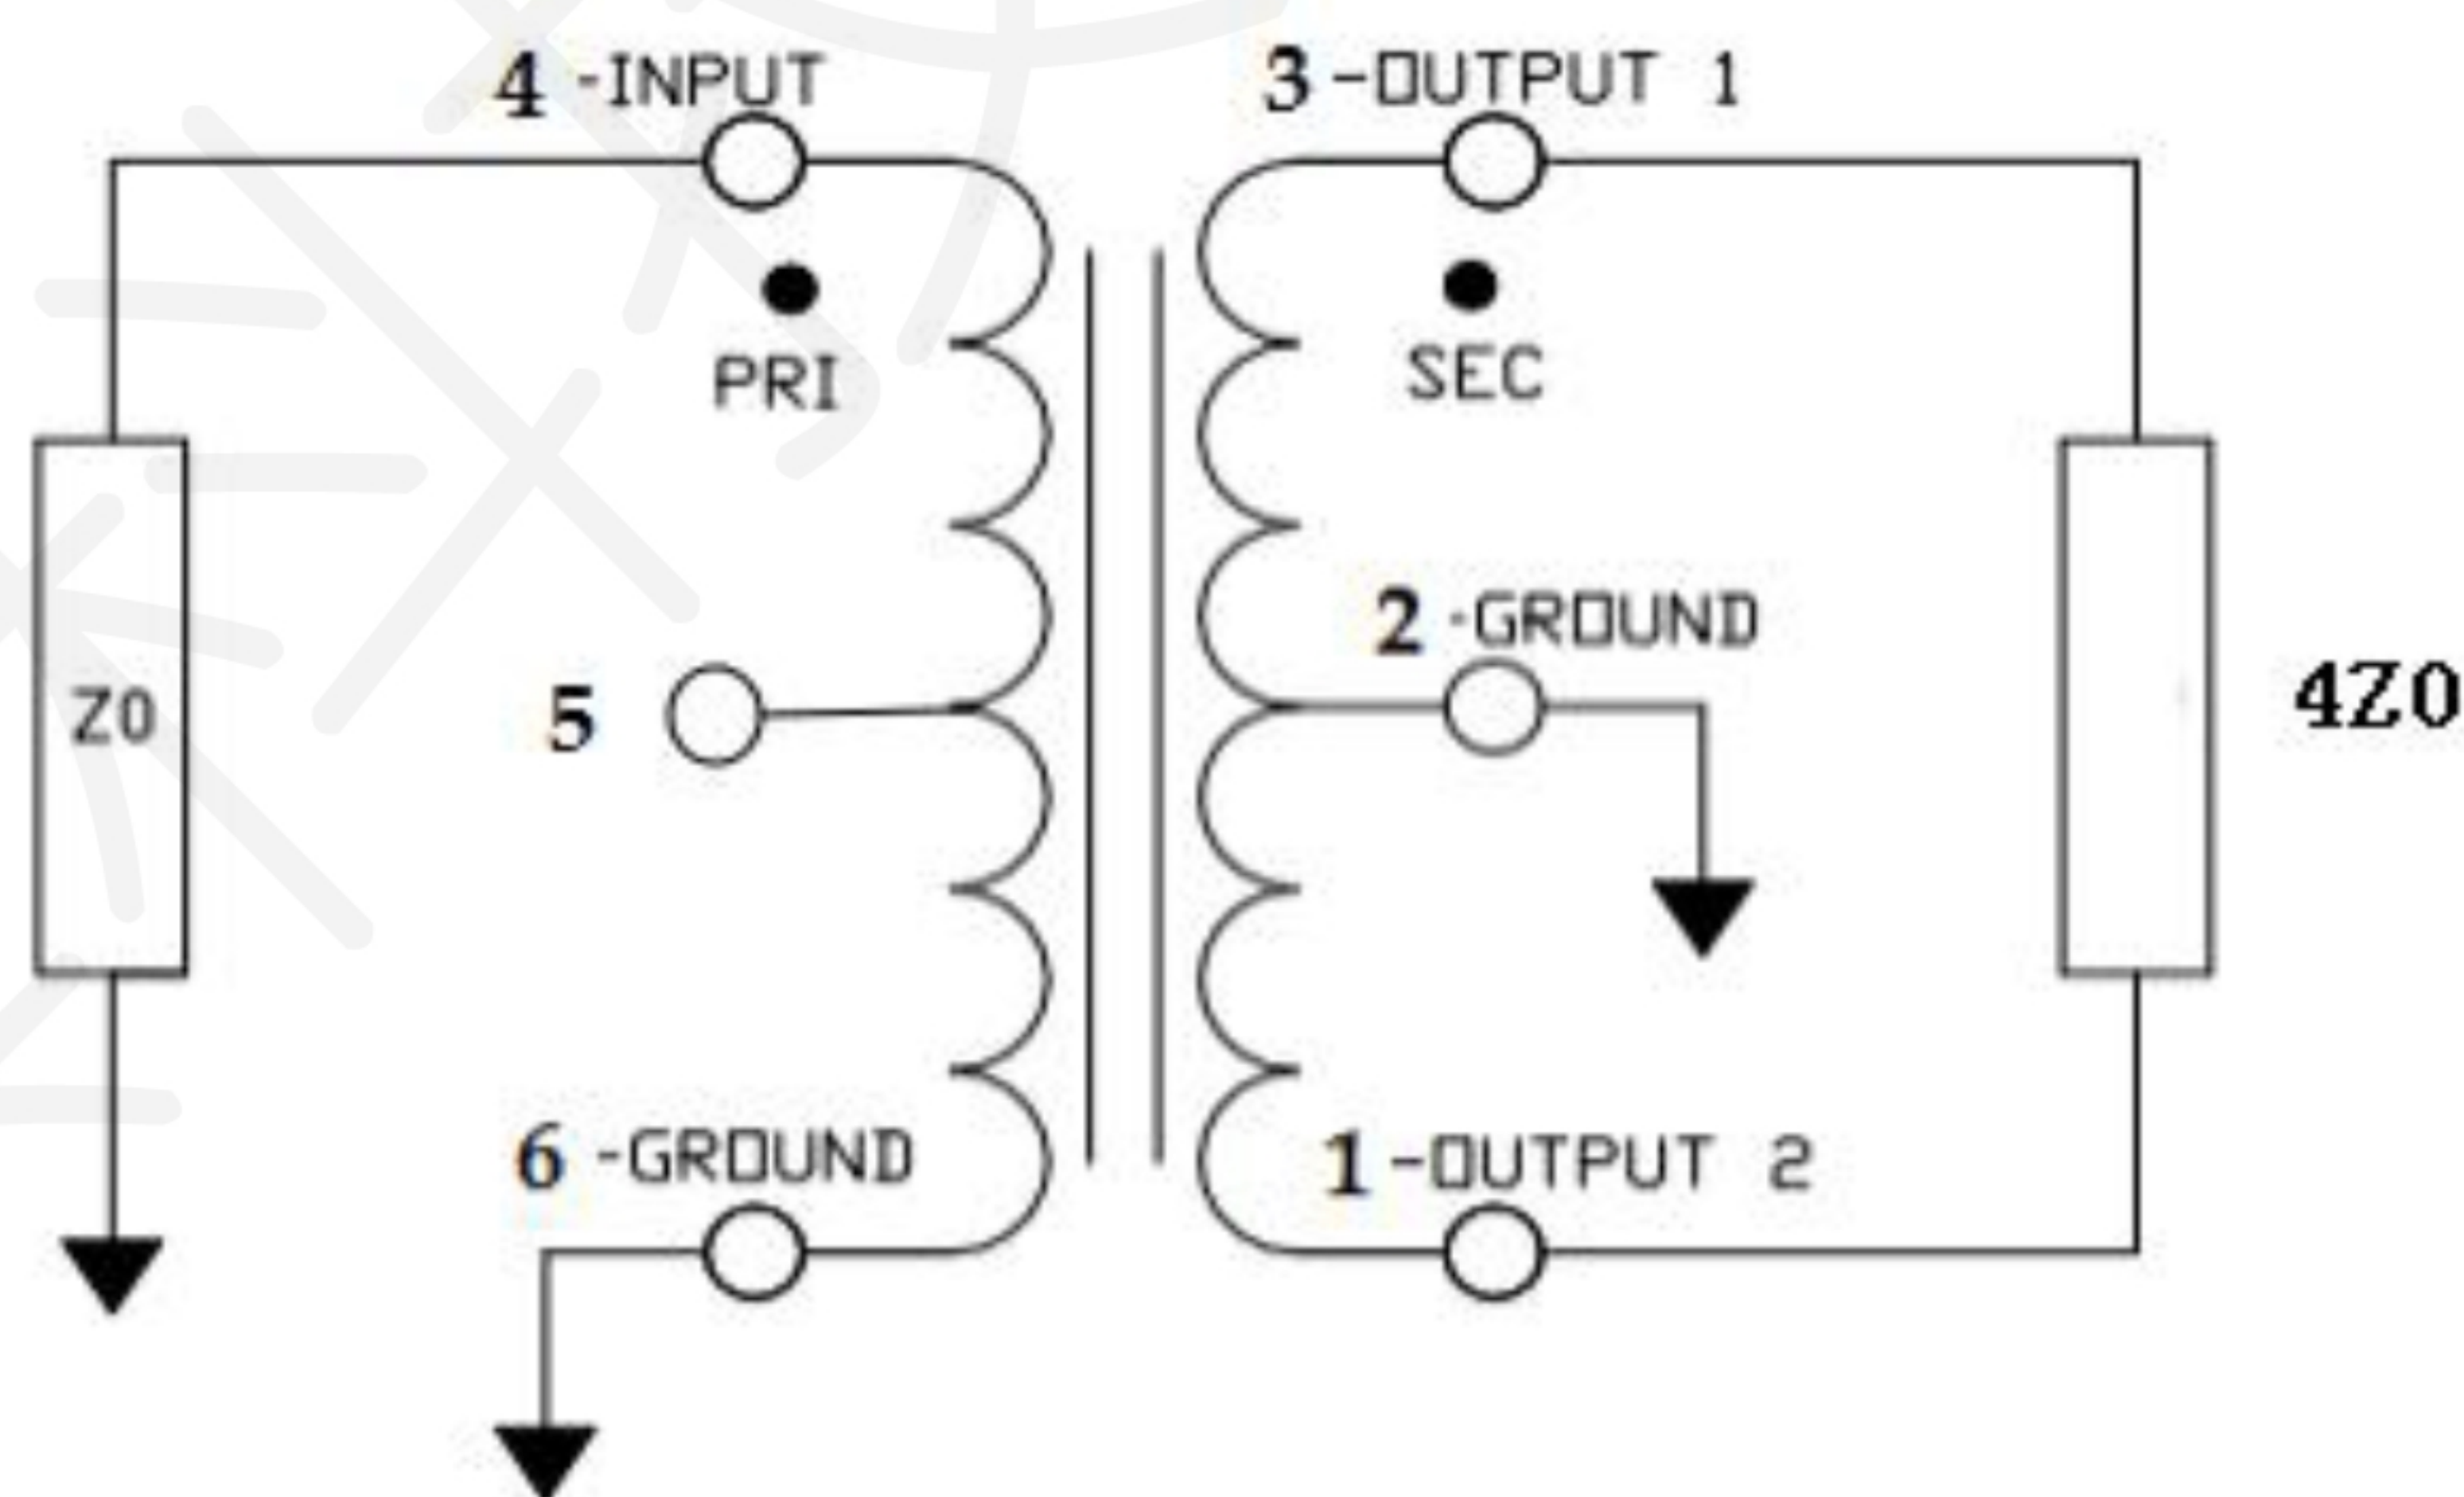 4 -INPUT
3 -OUTPUT 1
PRI
SEC
2 -GROUND
Z0
5
4Z0
6 -GROUND
1 -OUTPUT 2